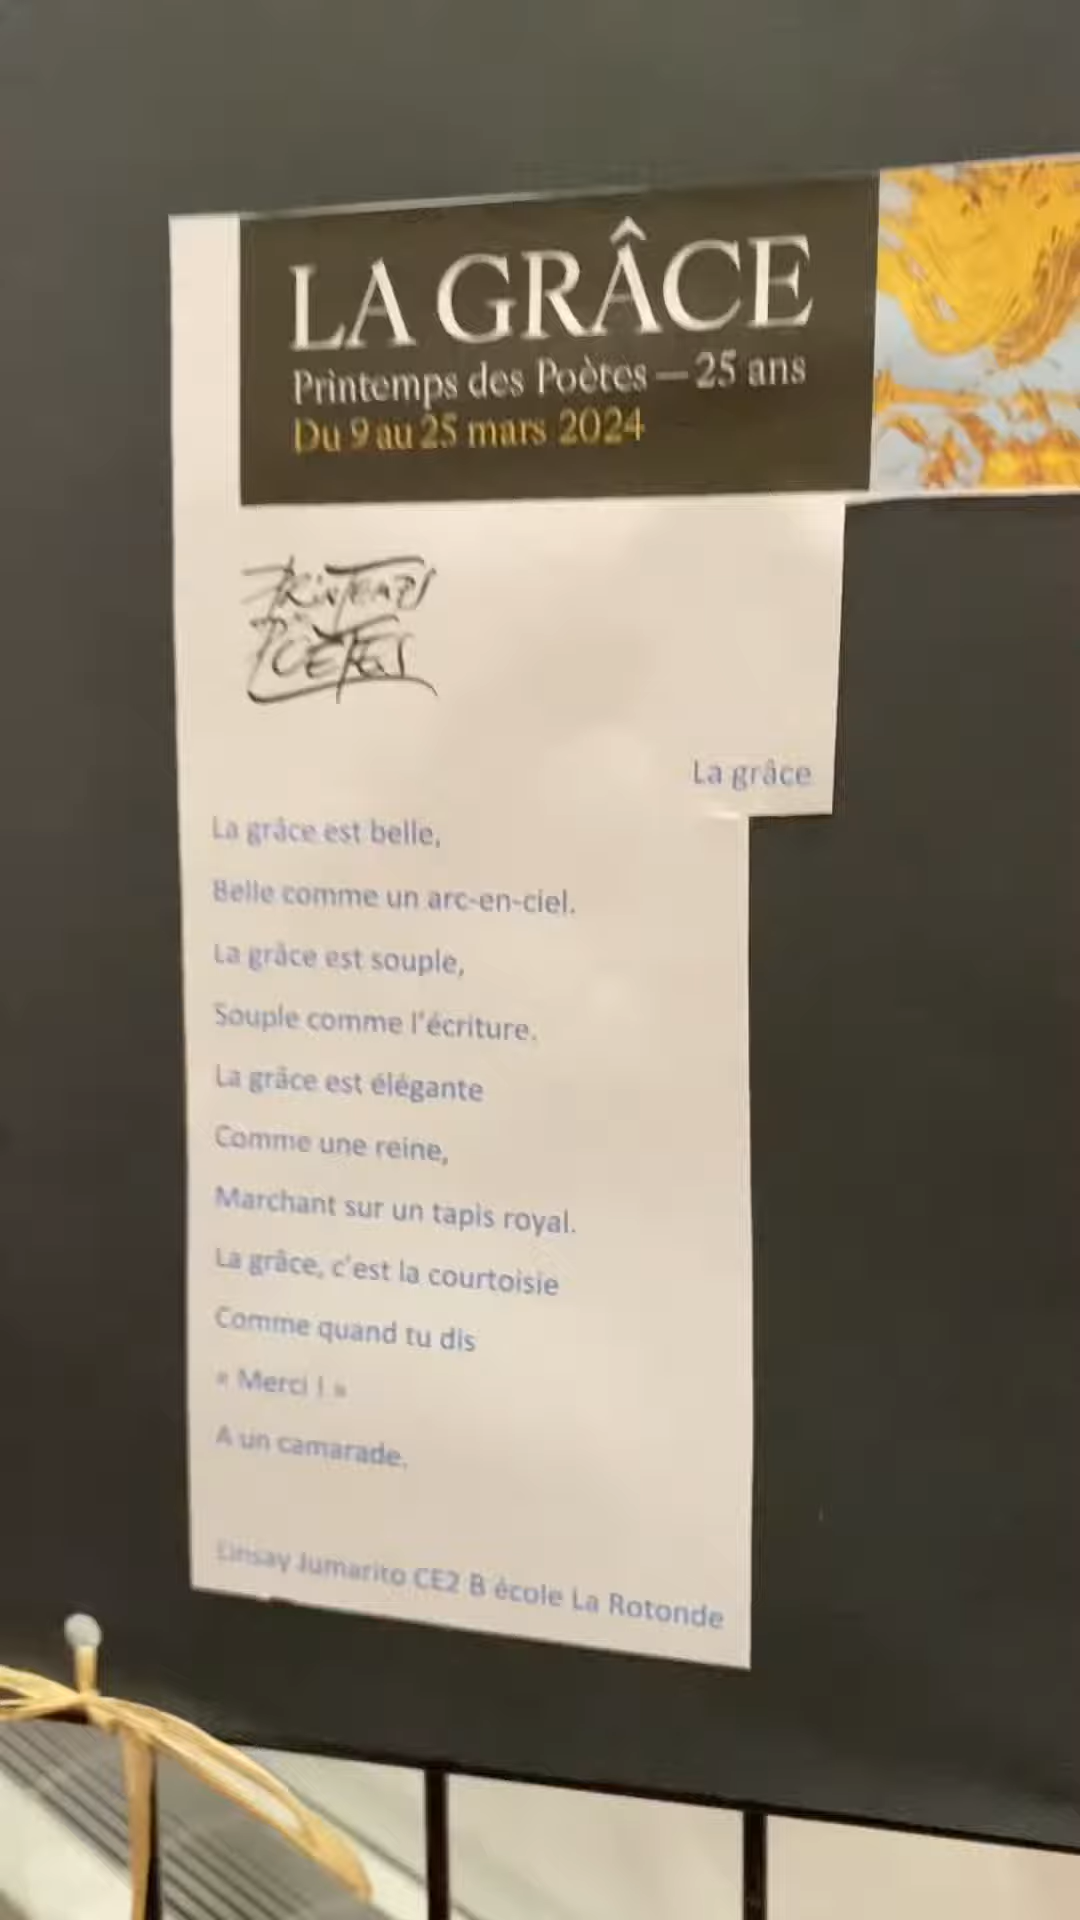 LA GRÂCE
Printemps des Poètes — 25 ans
Du 9 au 25 mars 2024
PRINTEMPS
POÈTES
La grâce
La grâce est belle,
Belle comme un arc-en-ciel.
La grâce est souple,
Souple comme l'écriture.
La grâce est élégante
Comme une reine,
Marchant sur un tapis royal.
La grâce, c'est la courtoisie
Comme quand tu dis
« Merci ! »
A un camarade.
Linsay Jumarito CE2 B école La Rotonde